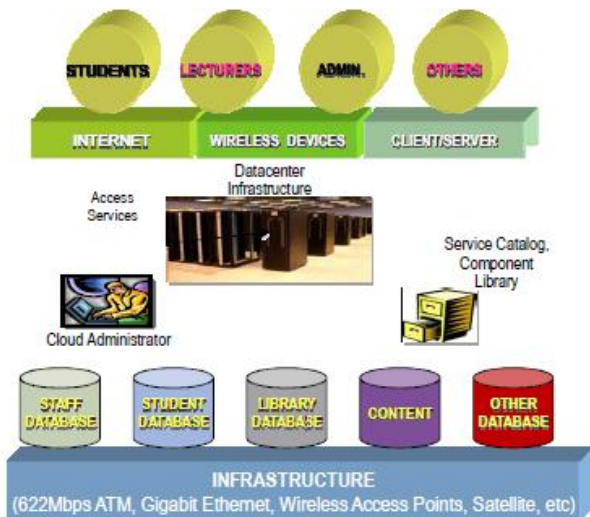 STUDENTS
LECTURERS
ADMIN.
OTHERS
INTERNET
WIRELESS DEVICES
CLIENT/SERVER
Datacenter
Infrastructure
Access
Services
Service Catalog,
Component
Library
Cloud Administrator
STAFF
DATABASE
STUDENT
DATABASE
LIBRARY
DATABASE
CONTENT
OTHER
DATABASE
INFRASTRUCTURE
(622Mbps ATM, Gigabit Ethernet, Wireless Access Points, Satellite, etc)